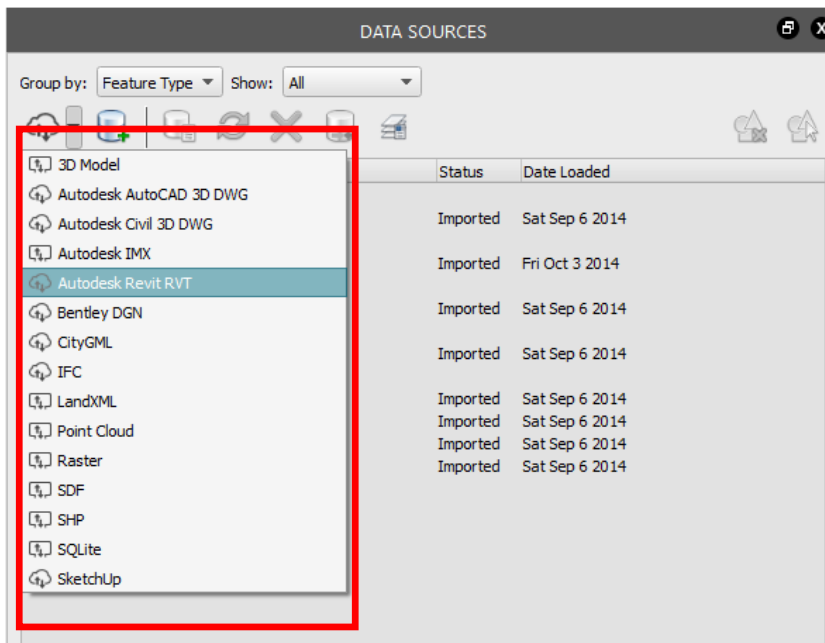 DATA SOURCES
Group by: Feature Type Show: All
3D Model
Status Date Loaded
Autodesk AutoCAD 3D DWG
Autodesk Civil 3D DWG
Imported Sat Sep 6 2014
Autodesk IMX
Imported Fri Oct 3 2014
Autodesk Revit RVT
Bentley DGN
Imported Sat Sep 6 2014
CityGML
Imported Sat Sep 6 2014
IFC
LandXML
Imported Sat Sep 6 2014
Point Cloud
Imported Sat Sep 6 2014
Imported Sat Sep 6 2014
Raster
Imported Sat Sep 6 2014
SDF
SHP
SQLite
SketchUp